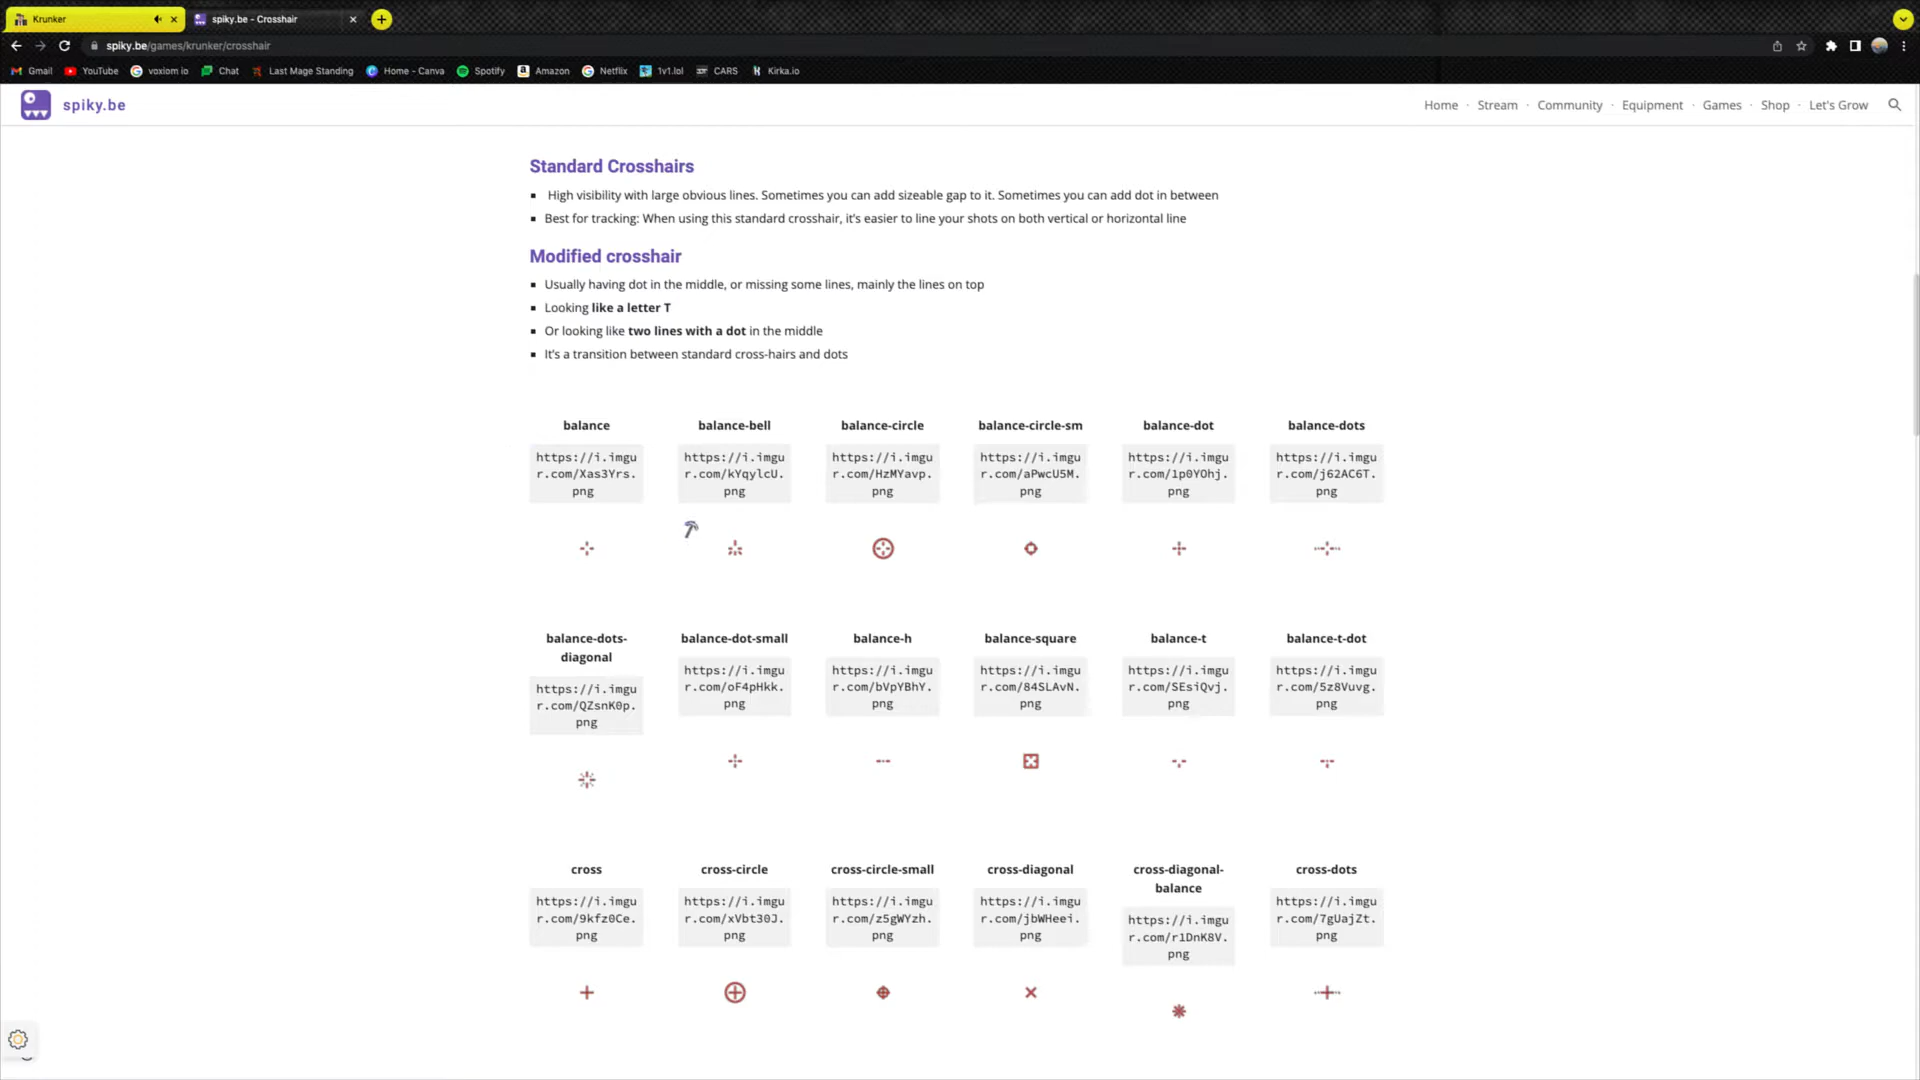 Krunker
spiky.be - Crosshair
spiky.be/games/krunker/crosshair
Gmail
YouTube
voxiom io
Chat
Last Mage Standing
Home - Canva
Spotify
Amazon
Netflix
1v1.lol
CARS
Kirka.io
spiky.be
Home · Stream · Community · Equipment · Games · Shop · Let's Grow
Standard Crosshairs
High visibility with large obvious lines. Sometimes you can add sizeable gap to it. Sometimes you can add dot in between
Best for tracking: When using this standard crosshair, it's easier to line your shots on both vertical or horizontal line
Modified crosshair
Usually having dot in the middle, or missing some lines, mainly the lines on top
Looking like a letter T
Or looking like two lines with a dot in the middle
It's a transition between standard cross-hairs and dots
balance
https://i.imgu
r.com/Xas3Yrs.
png
balance-bell
https://i.imgu
r.com/kYqylcU.
png
balance-circle
https://i.imgu
r.com/HzMYavp.
png
balance-circle-sm
https://i.imgu
r.com/aPwcU5M.
png
balance-dot
https://i.imgu
r.com/1p0YOhj.
png
balance-dots
https://i.imgu
r.com/j62AC6T.
png
balance-dots-
diagonal
https://i.imgu
r.com/QZsnK0p.
png
balance-dot-small
https://i.imgu
r.com/oF4pHkk.
png
balance-h
https://i.imgu
r.com/bVpYBhY.
png
balance-square
https://i.imgu
r.com/84SLAvN.
png
balance-t
https://i.imgu
r.com/SEsiQvj.
png
balance-t-dot
https://i.imgu
r.com/5z8Vuvg.
png
cross
https://i.imgu
r.com/9kfz0Ce.
png
cross-circle
https://i.imgu
r.com/xVbt30J.
png
cross-circle-small
https://i.imgu
r.com/z5gWYzh.
png
cross-diagonal
https://i.imgu
r.com/jbWHeei.
png
cross-diagonal-
balance
https://i.imgu
r.com/r1DnK8V.
png
cross-dots
https://i.imgu
r.com/7gUajZt.
png